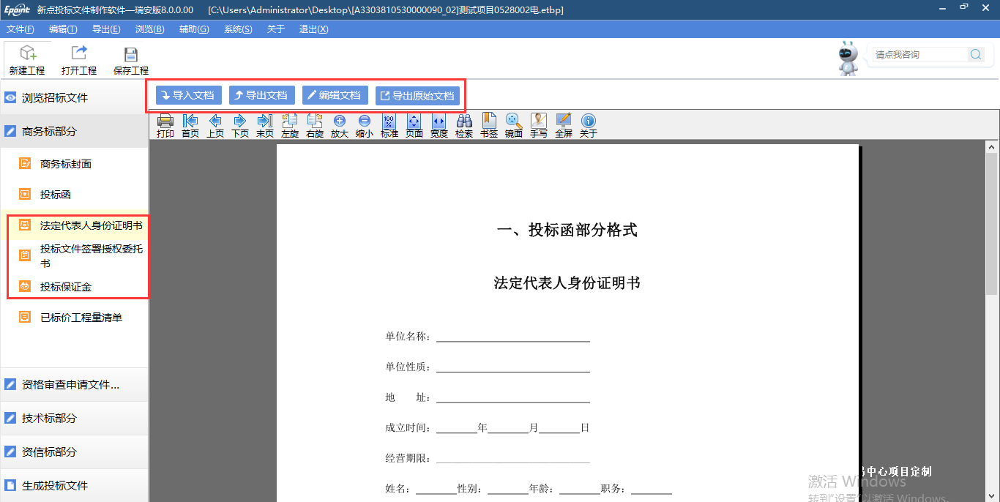 Epoint 新点投标文件制作软件—瑞安版8.0.0.00 [C:\Users\Administrator\Desktop\[A3303810530000090_02]测试项目0528002电.etbp]
文件(F) 编辑(T) 导出(E) 浏览(B) 辅助(G) 系统(S) 关于 退出(X)
新建工程 打开工程 保存工程
请点我咨询
浏览招标文件
商务标部分
商务标封面
投标函
法定代表人身份证明书
投标文件签署授权委托
书
投标保证金
已标价工程量清单
资格审查申请文件...
技术标部分
资信标部分
生成投标文件
导入文档 导出文档 编辑文档 导出原始文档
100
%
打印 首页 上页 下页 末页 左旋 右旋 放大 缩小 标准 页面 宽度 检索 书签 镜面 手写 全屏 关于
一、投标函部分格式
法定代表人身份证明书
单位名称：
单位性质：
地 址：
成立时间： 年 月 日
经营期限：
姓名： 性别： 年龄： 职务：
中心项目定制
激活 Windows
转到"设置"以激活 Windows。